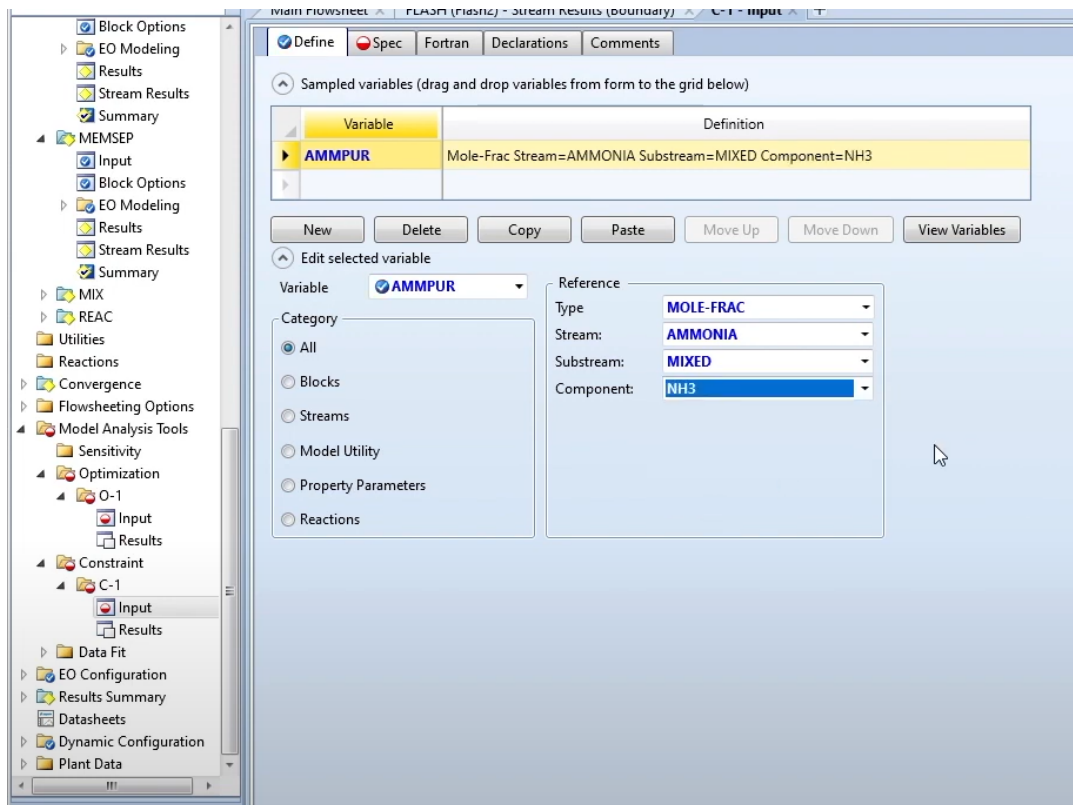 Block Options
EO Modeling
Results
Stream Results
Summary
MEMSEP
Input
Block Options
EO Modeling
Results
Stream Results
Summary
MIX
REAC
Utilities
Reactions
Convergence
Flowsheeting Options
Model Analysis Tools
Sensitivity
Optimization
O-1
Input
Results
Constraint
C-1
Input
Results
Data Fit
EO Configuration
Results Summary
Datasheets
Dynamic Configuration
Plant Data
Main Flowsheet FLASH (Flash2) - Stream Results (Boundary) C-1 - Input
Define Spec Fortran Declarations Comments
Sampled variables (drag and drop variables from form to the grid below)
Variable Definition
AMMPUR Mole-Frac Stream=AMMONIA Substream=MIXED Component=NH3
New Delete Copy Paste Move Up Move Down View Variables
Edit selected variable
Variable AMMPUR
Category
All
Blocks
Streams
Model Utility
Property Parameters
Reactions
Reference
Type MOLE-FRAC
Stream: AMMONIA
Substream: MIXED
Component: NH3